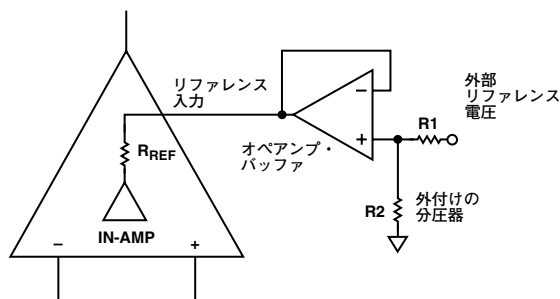 リファレンス
入力
外部
リファレンス
電圧
−
R1
+
RREF
オペアンプ・
バッファ
R2
外付けの
分圧器
IN-AMP
−
+